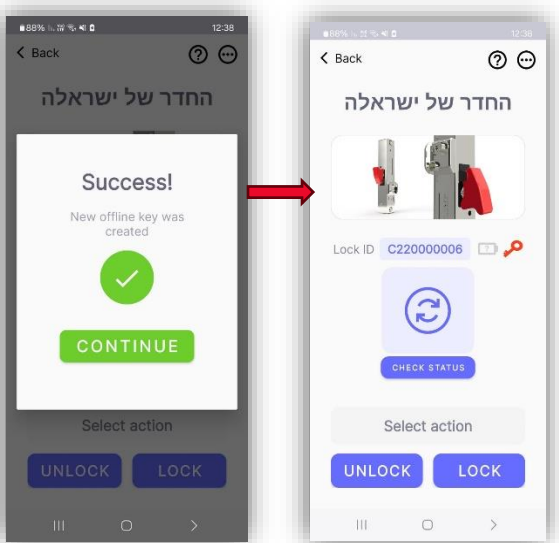 88% 12:38
Back
החדר של ישראלה
Success!
New offline key was
created
CONTINUE
Select action
UNLOCK LOCK
88% 12:38
Back
החדר של ישראלה
Lock ID C220000006
CHECK STATUS
Select action
UNLOCK LOCK